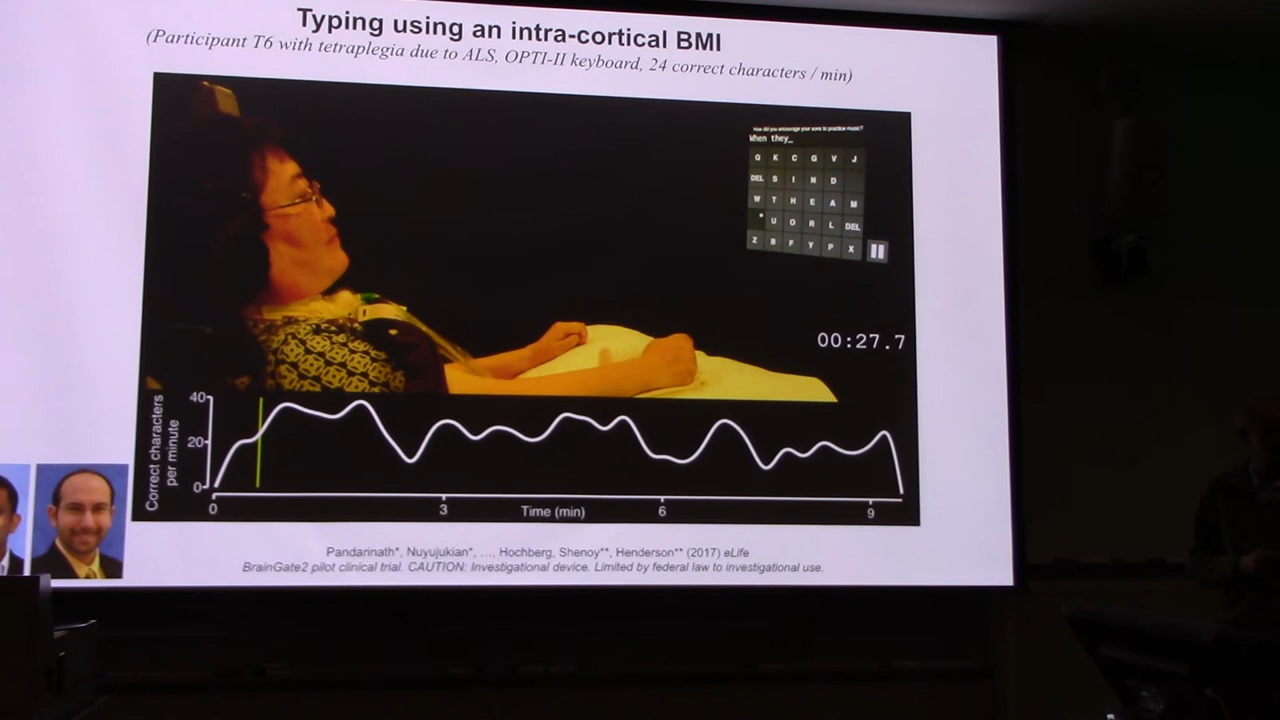 Typing using an intra-cortical BMI
(Participant T6 with tetraplegia due to ALS, OPTI-II keyboard, 24 correct characters / min)
How did you encourage your sons to practice music?
When they_
Q K C G V J
DEL S I N D
W T H E A M
U O R L DEL
Z B F Y P X
00:27.7
Correct characters
per minute
40
20
0
0 3 6 9
Time (min)
Pandarinath*, Nuyujukian*, …, Hochberg, Shenoy**, Henderson** (2017) eLife
BrainGate2 pilot clinical trial. CAUTION: Investigational device. Limited by federal law to investigational use.